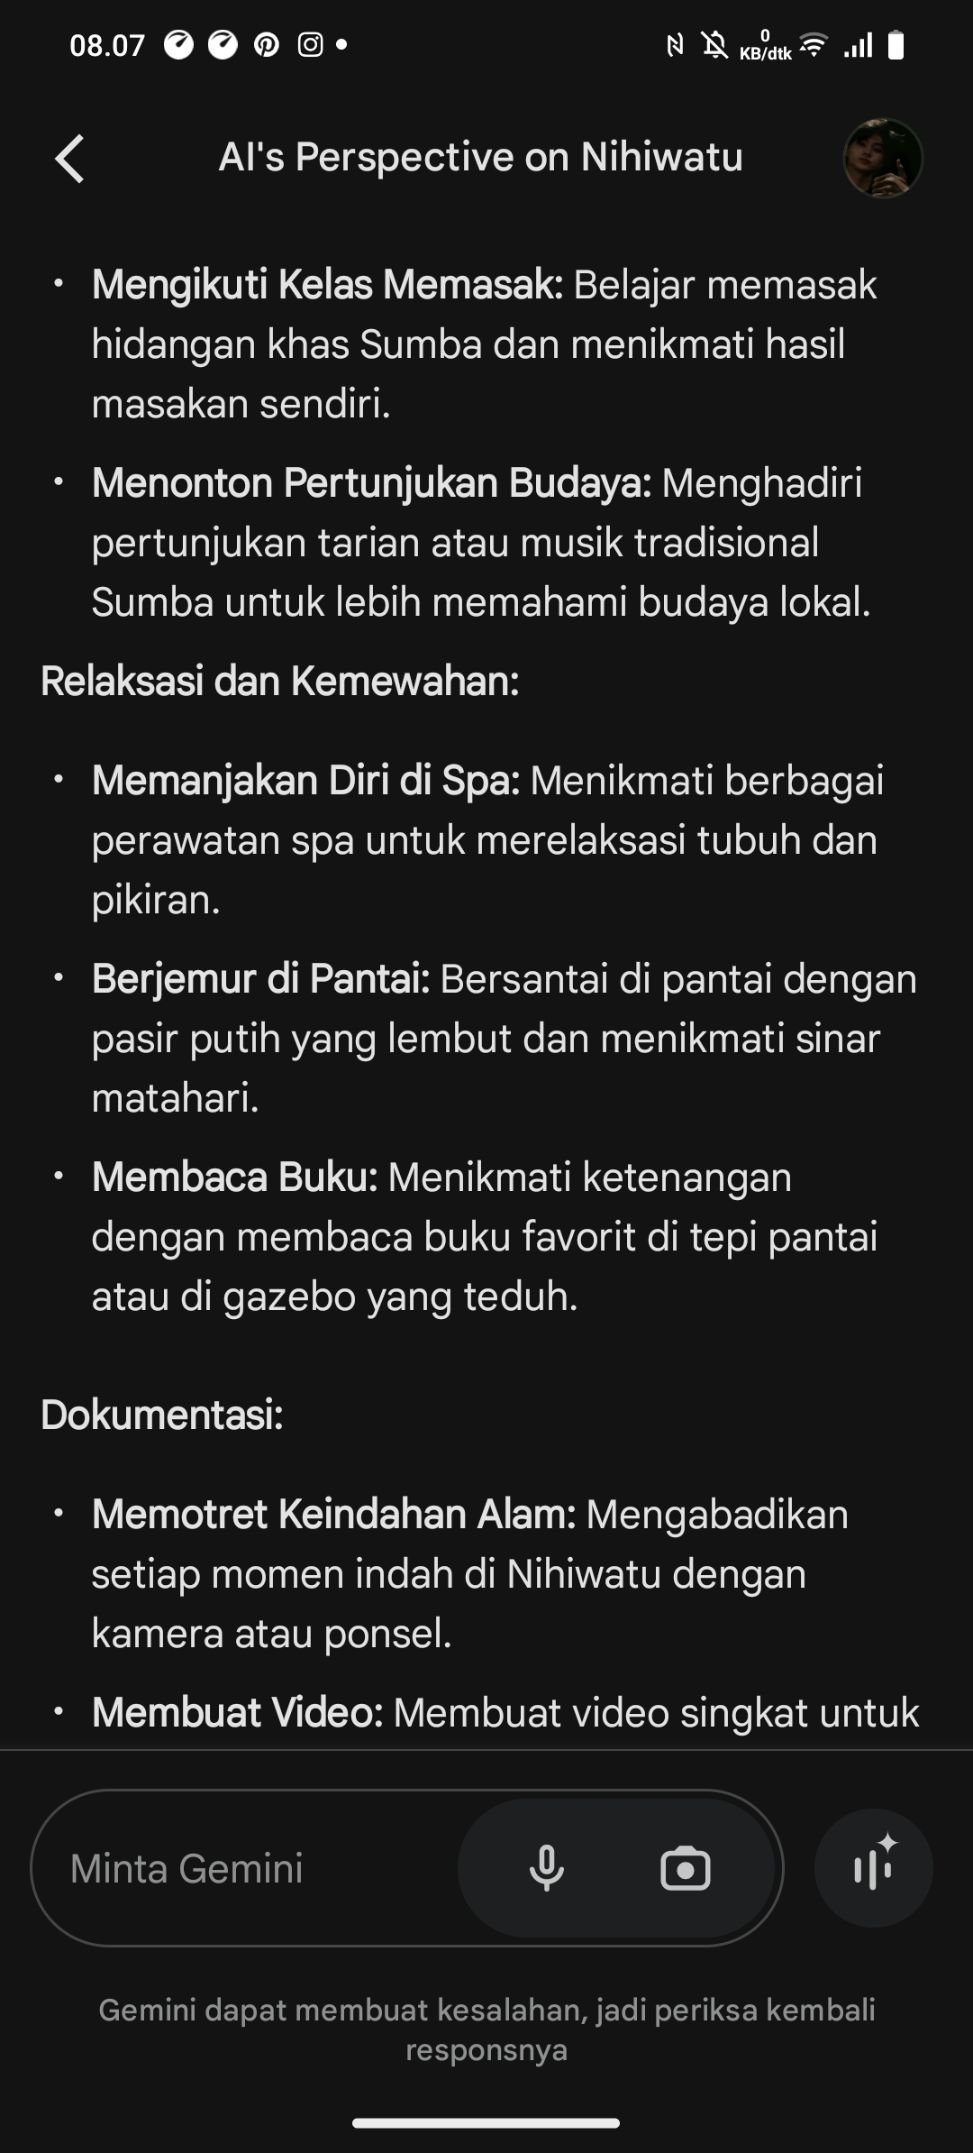 08.07
0
KB/dtk
AI's Perspective on Nihiwatu
• Mengikuti Kelas Memasak: Belajar memasak
hidangan khas Sumba dan menikmati hasil
masakan sendiri.
• Menonton Pertunjukan Budaya: Menghadiri
pertunjukan tarian atau musik tradisional
Sumba untuk lebih memahami budaya lokal.
Relaksasi dan Kemewahan:
• Memanjakan Diri di Spa: Menikmati berbagai
perawatan spa untuk merelaksasi tubuh dan
pikiran.
• Berjemur di Pantai: Bersantai di pantai dengan
pasir putih yang lembut dan menikmati sinar
matahari.
• Membaca Buku: Menikmati ketenangan
dengan membaca buku favorit di tepi pantai
atau di gazebo yang teduh.
Dokumentasi:
• Memotret Keindahan Alam: Mengabadikan
setiap momen indah di Nihiwatu dengan
kamera atau ponsel.
• Membuat Video: Membuat video singkat untuk
Minta Gemini
Gemini dapat membuat kesalahan, jadi periksa kembali
responsnya